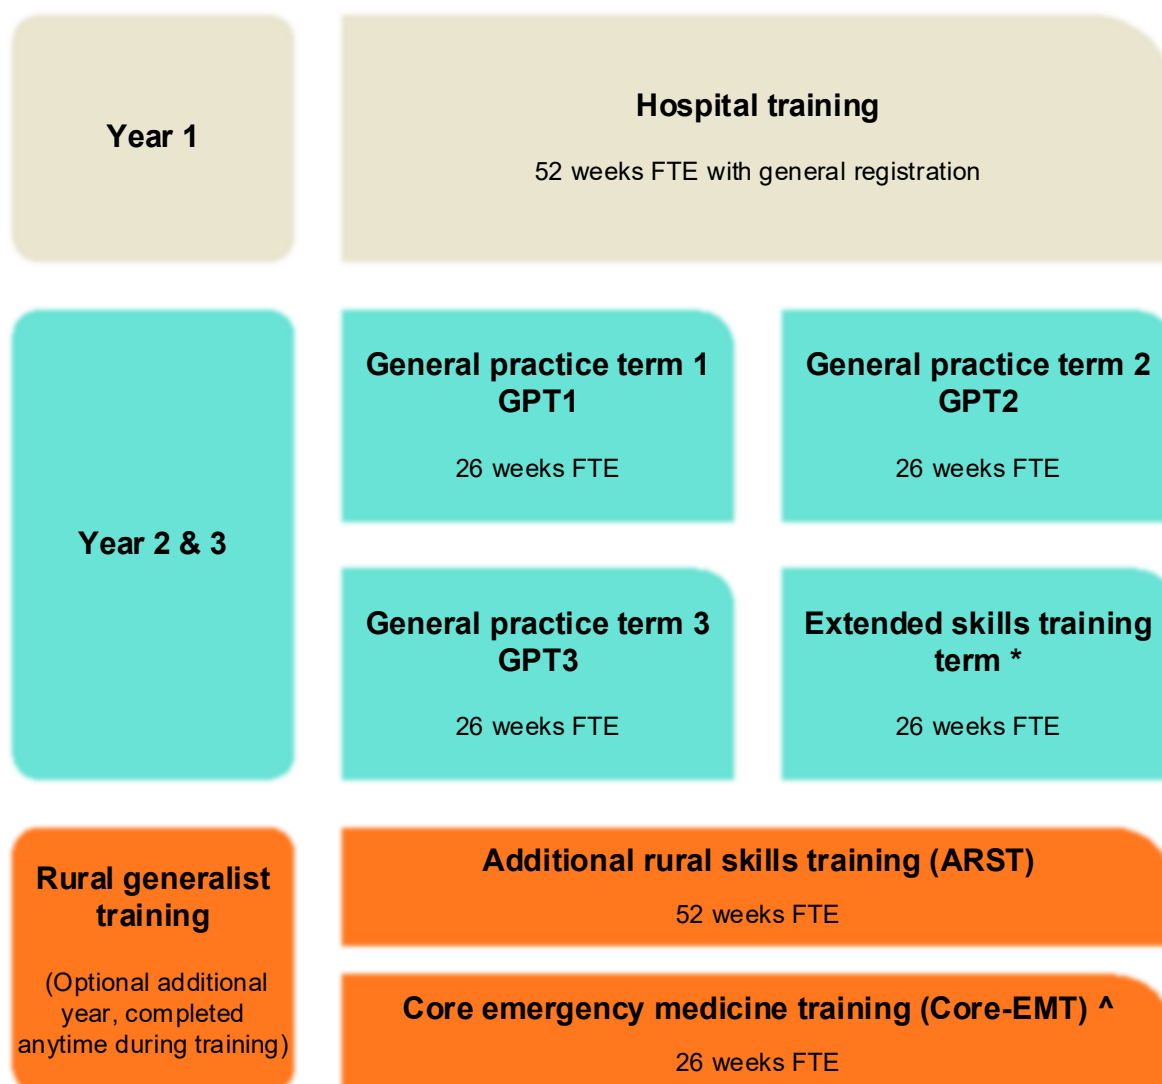 Year 1
Hospital training
52 weeks FTE with general registration
Year 2 & 3
General practice term 1
GPT1
26 weeks FTE
General practice term 2
GPT2
26 weeks FTE
General practice term 3
GPT3
26 weeks FTE
Extended skills training
term *
26 weeks FTE
Rural generalist
training
(Optional additional
year, completed
anytime during training)
Additional rural skills training (ARST)
52 weeks FTE
Core emergency medicine training (Core-EMT) ^
26 weeks FTE